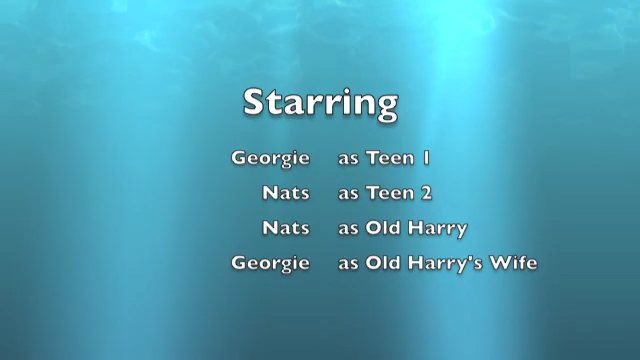 Starring
Georgie as Teen 1
Nats as Teen 2
Nats as Old Harry
Georgie as Old Harry's Wife